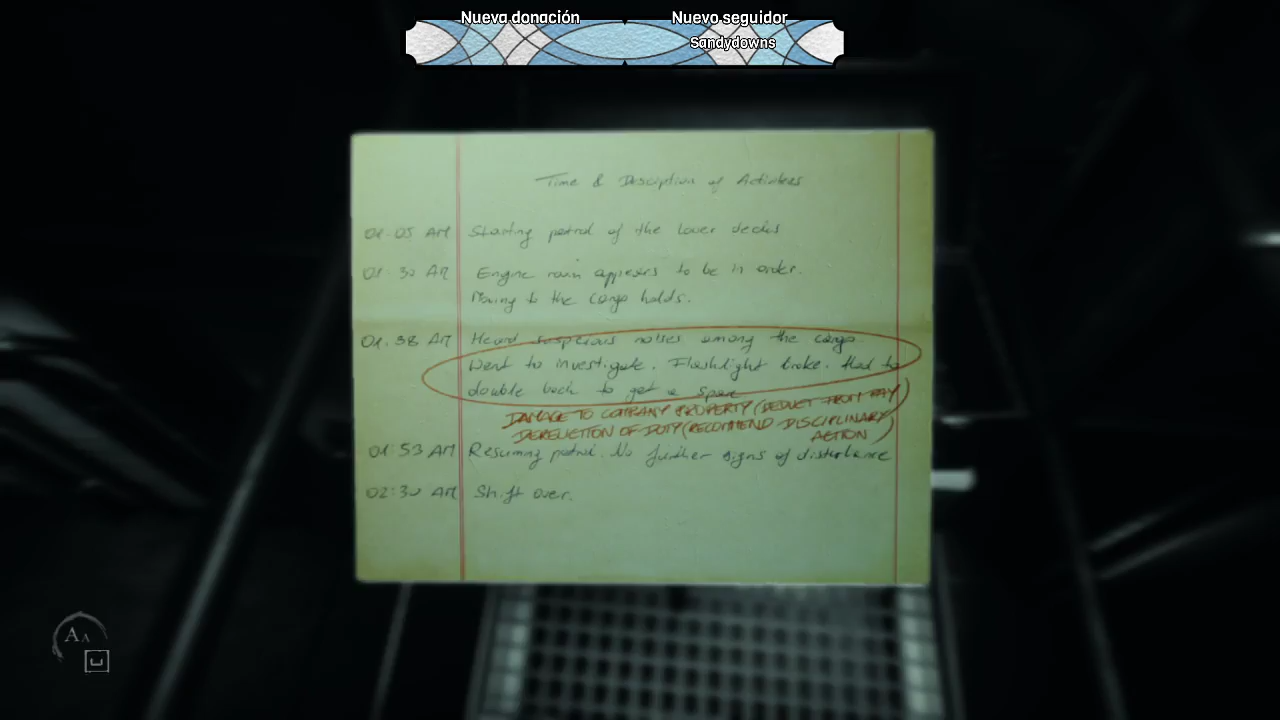 Nueva donación
Nuevo seguidor
Sandydowns
Time & Description of Activities
01:05 AM Starting patrol of the lower decks
01:30 AM Engine room appears to be in order.
Moving to the cargo holds.
01:38 AM Heard suspicious noises among the cargo.
Went to investigate. Flashlight broke. Had to
double back to get a spare
DAMAGE TO COMPANY PROPERTY (DEDUCT FROM PAY)
DERELICTION OF DUTY (RECOMMEND DISCIPLINARY
ACTION)
01:53 AM Resuming patrol. No further signs of disturbance
02:30 AM Shift over.
AA